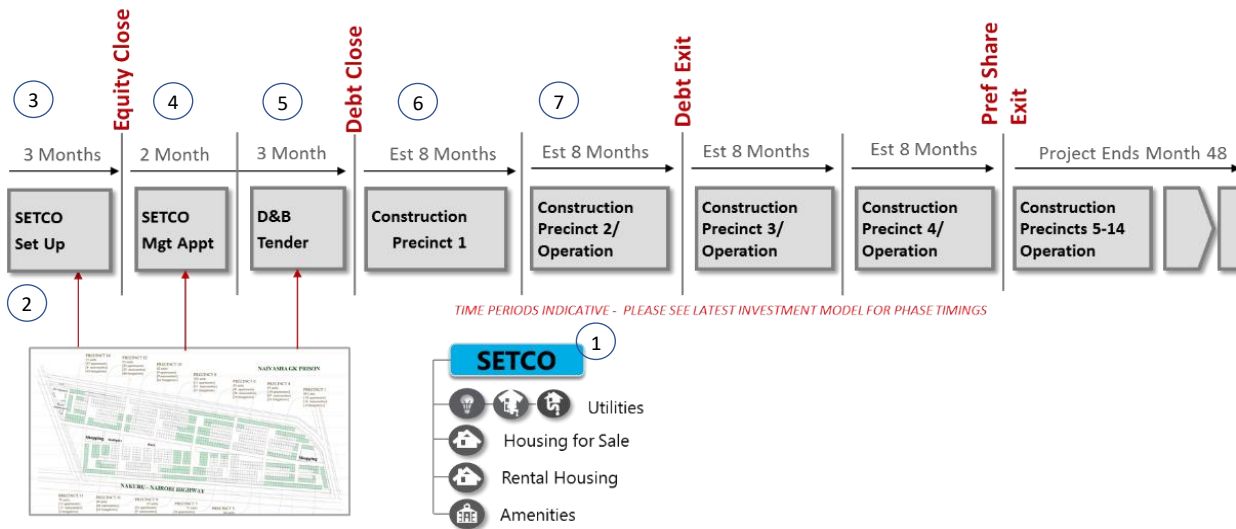 Equity Close
Debt Close
Debt Exit
Pref Share
Exit
3
4
5
6
7
3 Months
2 Month
3 Month
Est 8 Months
Est 8 Months
Est 8 Months
Est 8 Months
Project Ends Month 48
SETCO
Set Up
SETCO
Mgt Appt
D&B
Tender
Construction
Precinct 1
Construction
Precinct 2/
Operation
Construction
Precinct 3/
Operation
Construction
Precinct 4/
Operation
Construction
Precincts 5-14
Operation
2
TIME PERIODS INDICATIVE - PLEASE SEE LATEST INVESTMENT MODEL FOR PHASE TIMINGS
1
SETCO
Utilities
Housing for Sale
Rental Housing
Amenities
NAIVASHA GK PRISON
Shopping
Shopping
NAKURU - NAIROBI HIGHWAY